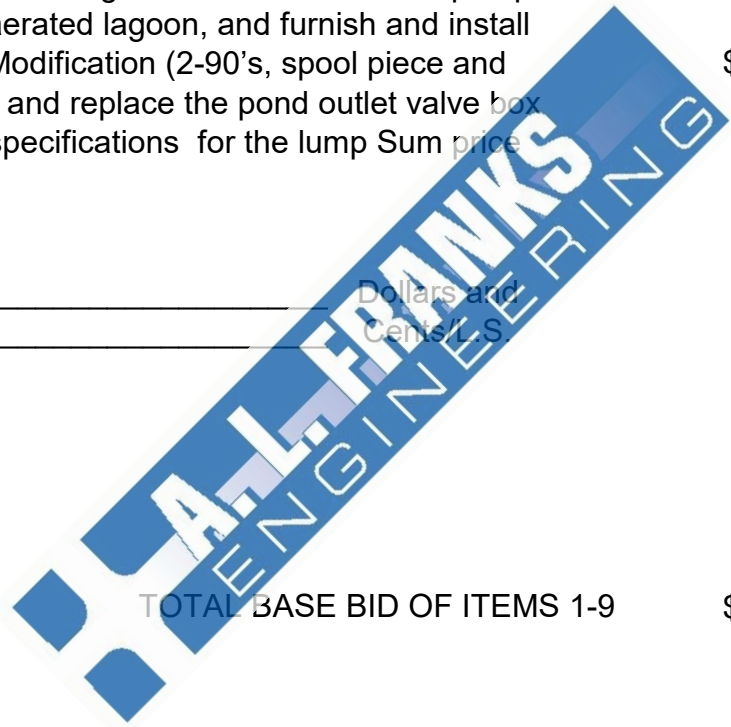 aerated lagoon, and furnish and install
Modification (2-90's, spool piece and
$
and replace the pond outlet valve box
specifications for the lump Sum price
Dollars and
Cents/L.S.
A. L. FRANKS
ENGINEERING
TOTAL BASE BID OF ITEMS 1-9
$